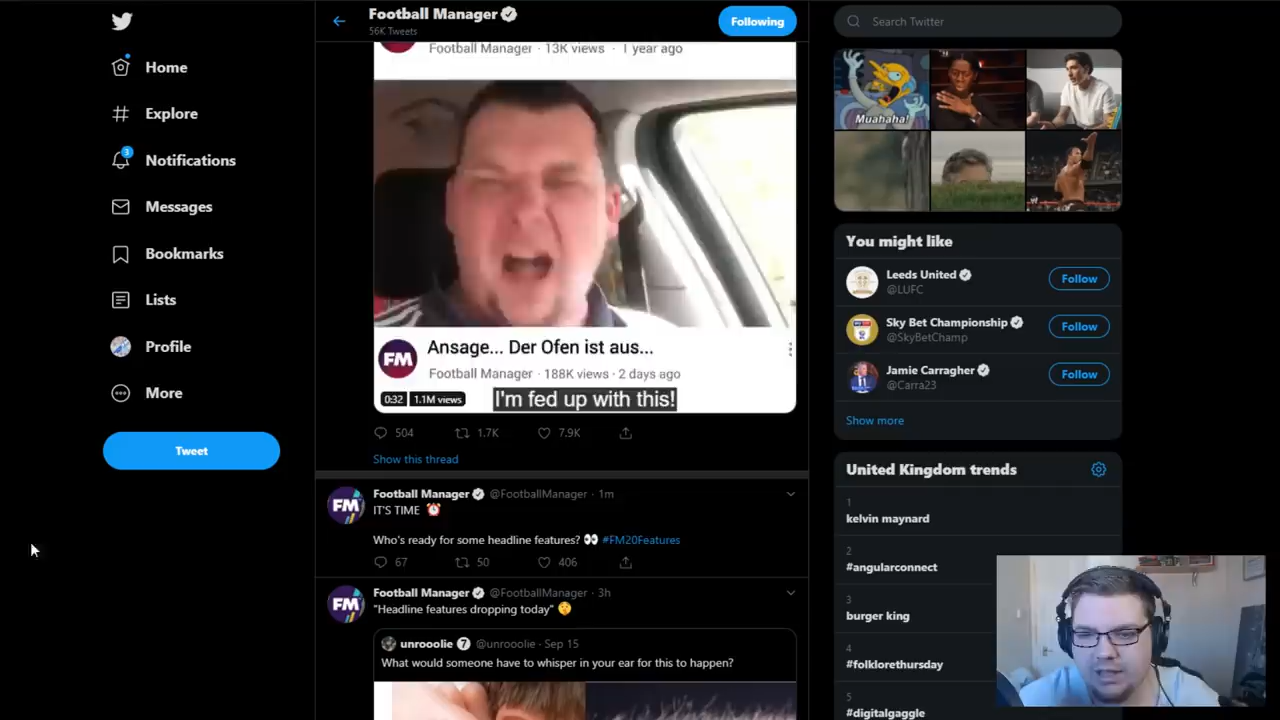 Home
Explore
3
Notifications
Messages
Bookmarks
Lists
Profile
More
Tweet
Football Manager
56K Tweets
Following
Football Manager · 13K views · 1 year ago
FM
Ansage... Der Ofen ist aus...
Football Manager · 188K views · 2 days ago
0:32
1.1M views
I'm fed up with this!
504
1.7K
7.9K
Show this thread
FM
Football Manager @FootballManager · 1m
IT'S TIME
Who's ready for some headline features? 👀 #FM20Features
67
50
406
FM
Football Manager @FootballManager · 3h
"Headline features dropping today" 🤫
unrooolie 7 @unrooolie · Sep 15
What would someone have to whisper in your ear for this to happen?
Search Twitter
Muahaha!
You might like
Leeds United
@LUFC
Follow
Sky Bet Championship
@SkyBetChamp
Follow
Jamie Carragher
@Carra23
Follow
Show more
United Kingdom trends
1
kelvin maynard
2
#angularconnect
3
burger king
4
#folklorethursday
5
#digitalgaggle